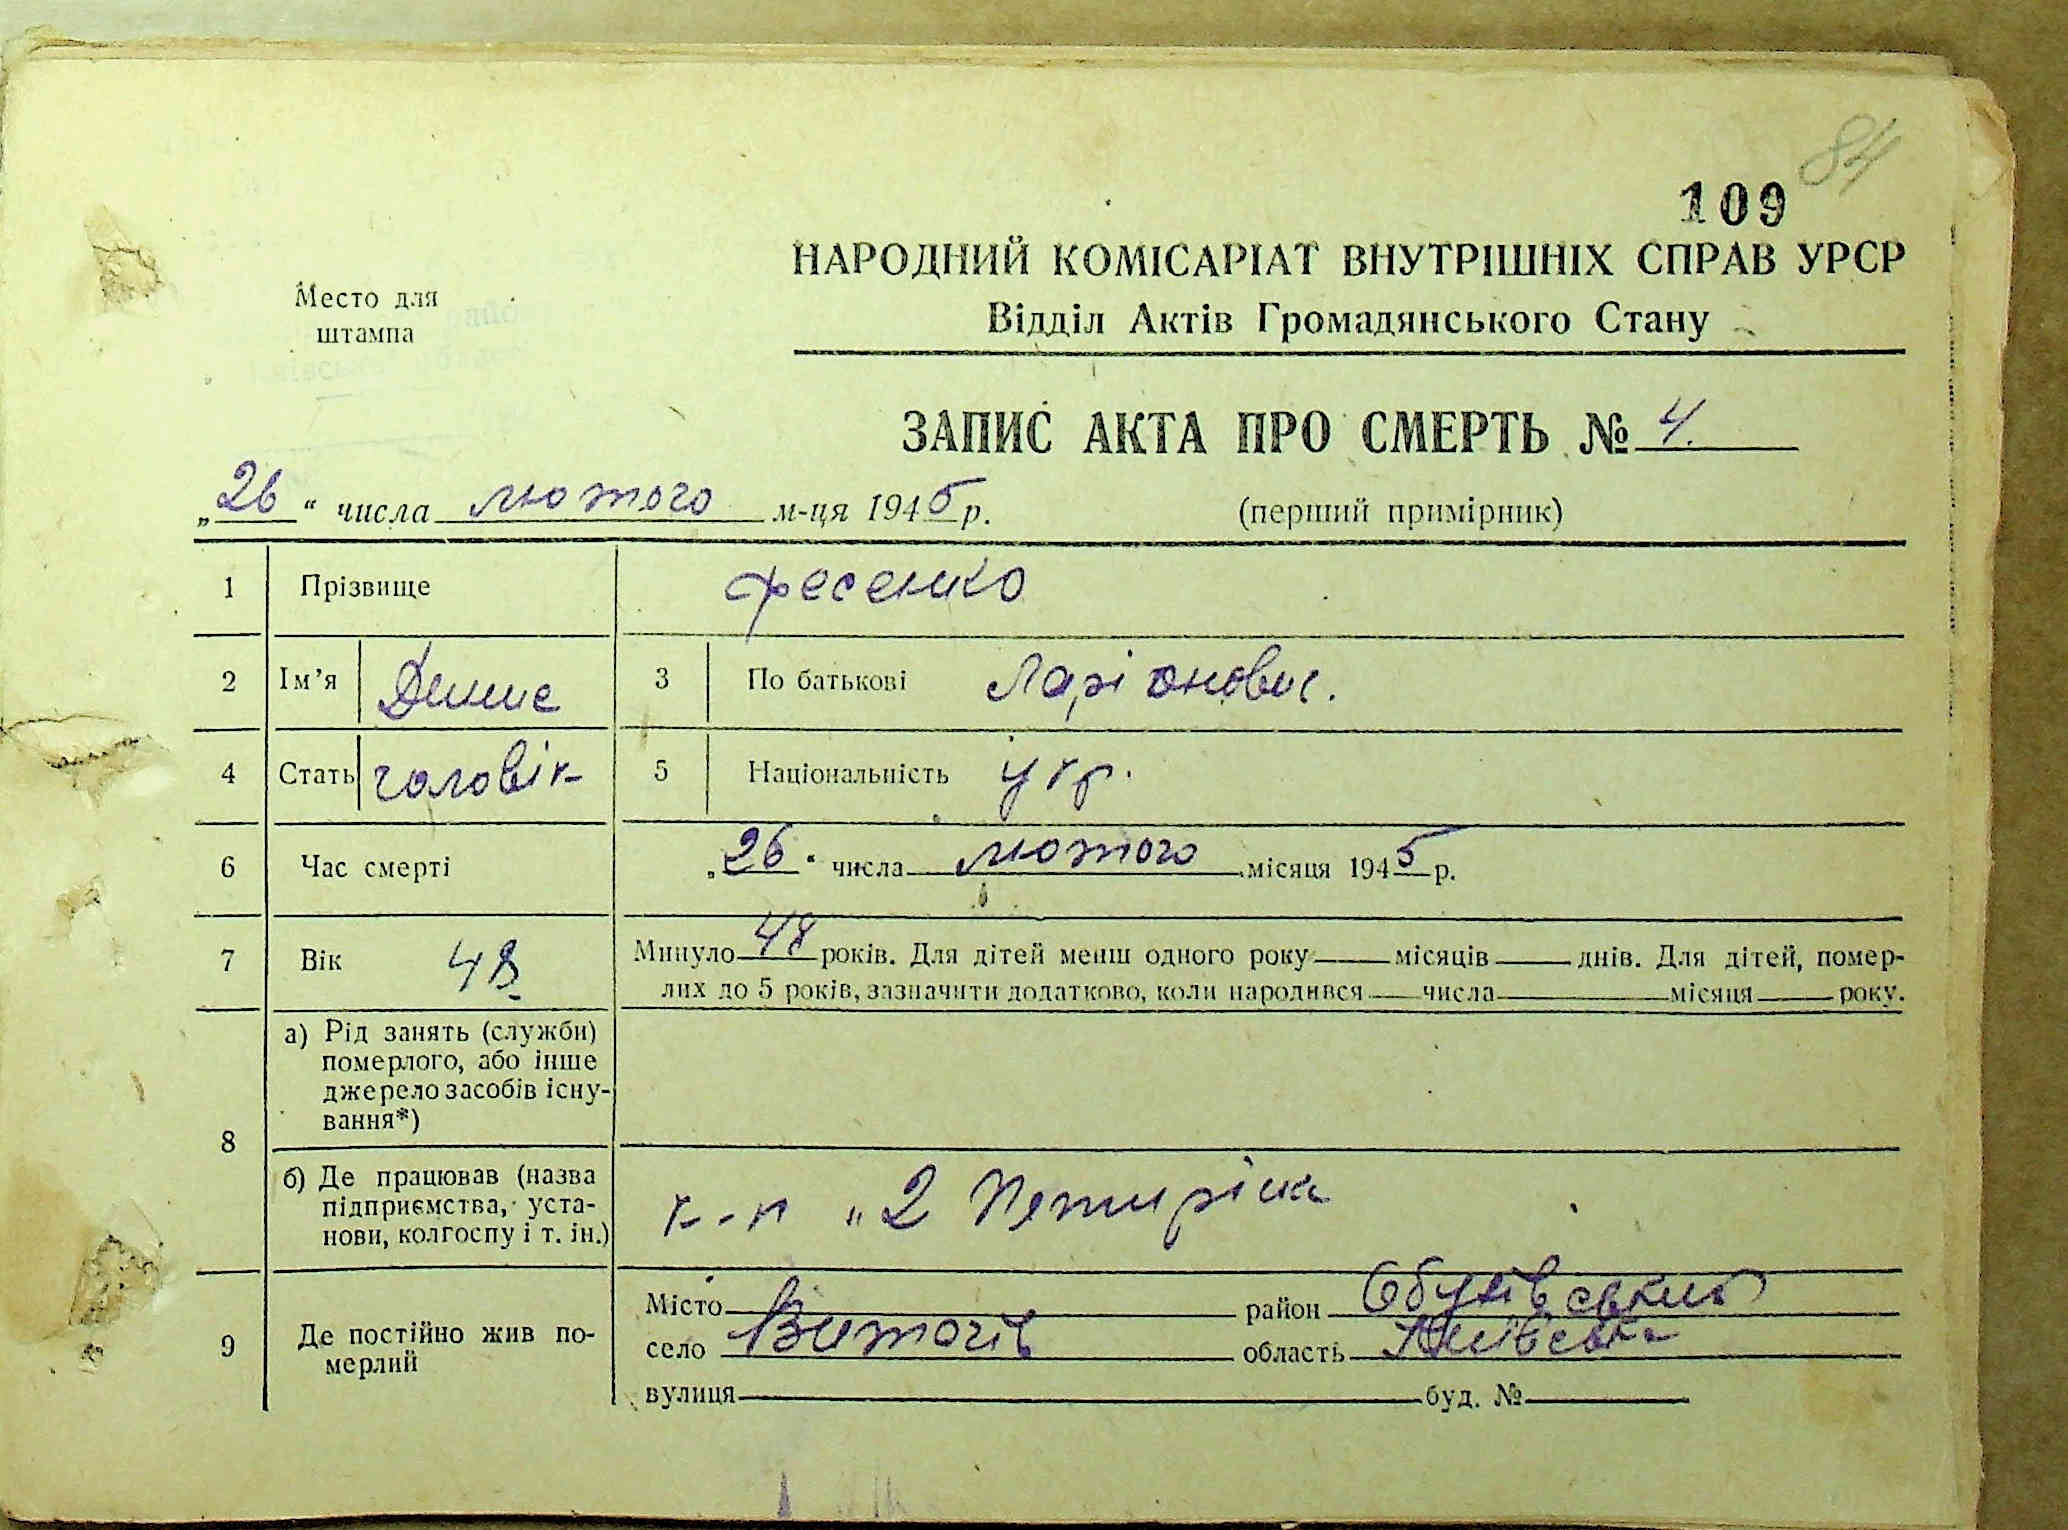 84
109
НАРОДНИЙ КОМІСАРІАТ ВНУТРІШНІХ СПРАВ УРСР
Відділ Актів Громадянського Стану
Место для
штампа
ЗАПИС АКТА ПРО СМЕРТЬ № 4.
„26“ числа лютого м-ця 1945 р.
(перший примірник)
1 Прізвище Фесенко
2 Ім’я Денис 3 По батькові Ларіонович.
4 Стать чоловік 5 Національність укр.
6 Час смерті „26“ числа лютого місяця 1945 р.
7 Вік 48 Минуло 48 років. Для дітей менш одного року місяців днів. Для дітей, помер-
лих до 5 років, зазначити додатково, коли народився числа місяця року.
8
а) Рід занять (служби)
померлого, або інше
джерело засобів існу-
вання*)
б) Де працював (назва
підприємства, уста-
нови, колгоспу і т. ін.)
к-п „2
9 Де постійно жив по-
мерлий
Місто район Обухівський
село Витачів область Київська
вулиця буд. №